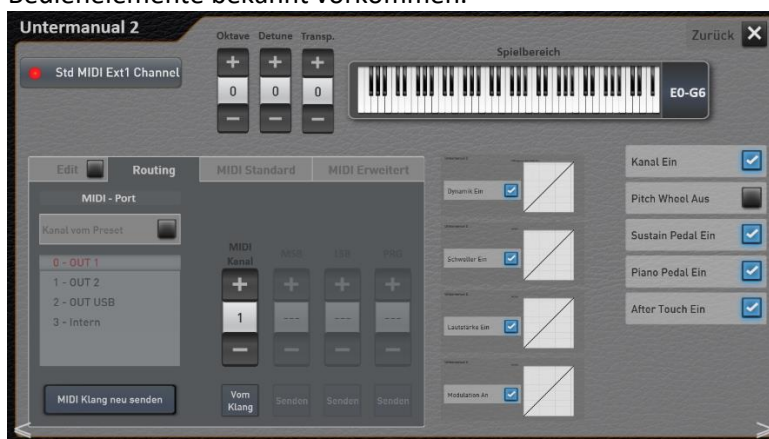 Bedienelemente bekannt vorkommen.
Untermanual 2
Oktave Detune Transp.
Zurück
Spielbereich
Std MIDI Ext1 Channel
0 0 0
E0-G6
Edit Routing MIDI Standard MIDI Erweitert
MIDI - Port
Kanal vom Preset
0 - OUT 1
1 - OUT 2
2 - OUT USB
3 - Intern
MIDI Kanal MSB LSB PRG
1 --- --- ---
MIDI Klang neu senden
Vom Klang Senden Senden Senden
Dynamik Ein
Schweller Ein
Lautstärke Ein
Modulation An
Kanal Ein
Pitch Wheel Aus
Sustain Pedal Ein
Piano Pedal Ein
After Touch Ein